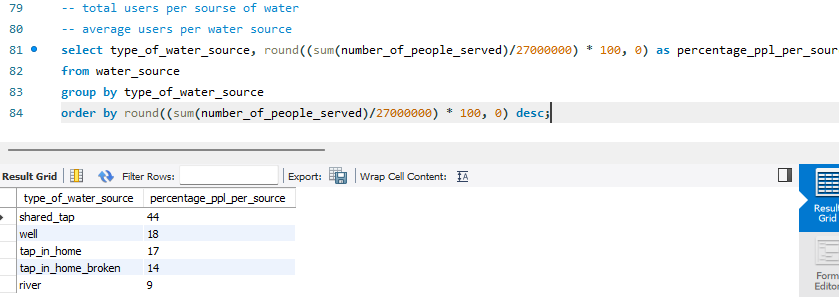 79 -- total users per sourse of water
80 -- average users per water source
81 select type_of_water_source, round((sum(number_of_people_served)/27000000) * 100, 0) as percentage_ppl_per_sour
82 from water_source
83 group by type_of_water_source
84 order by round((sum(number_of_people_served)/27000000) * 100, 0) desc;
Result Grid Filter Rows: Export: Wrap Cell Content:
type_of_water_source percentage_ppl_per_source
shared_tap 44
well 18
tap_in_home 17
tap_in_home_broken 14
river 9
Result
Grid
Form
Editor